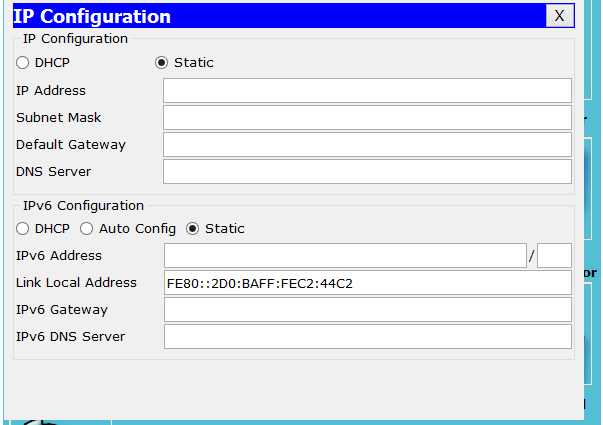 IP Configuration X
IP Configuration
DHCP Static
IP Address
Subnet Mask
Default Gateway
DNS Server
IPv6 Configuration
DHCP Auto Config Static
IPv6 Address /
Link Local Address FE80::2D0:BAFF:FEC2:44C2
IPv6 Gateway
IPv6 DNS Server
or